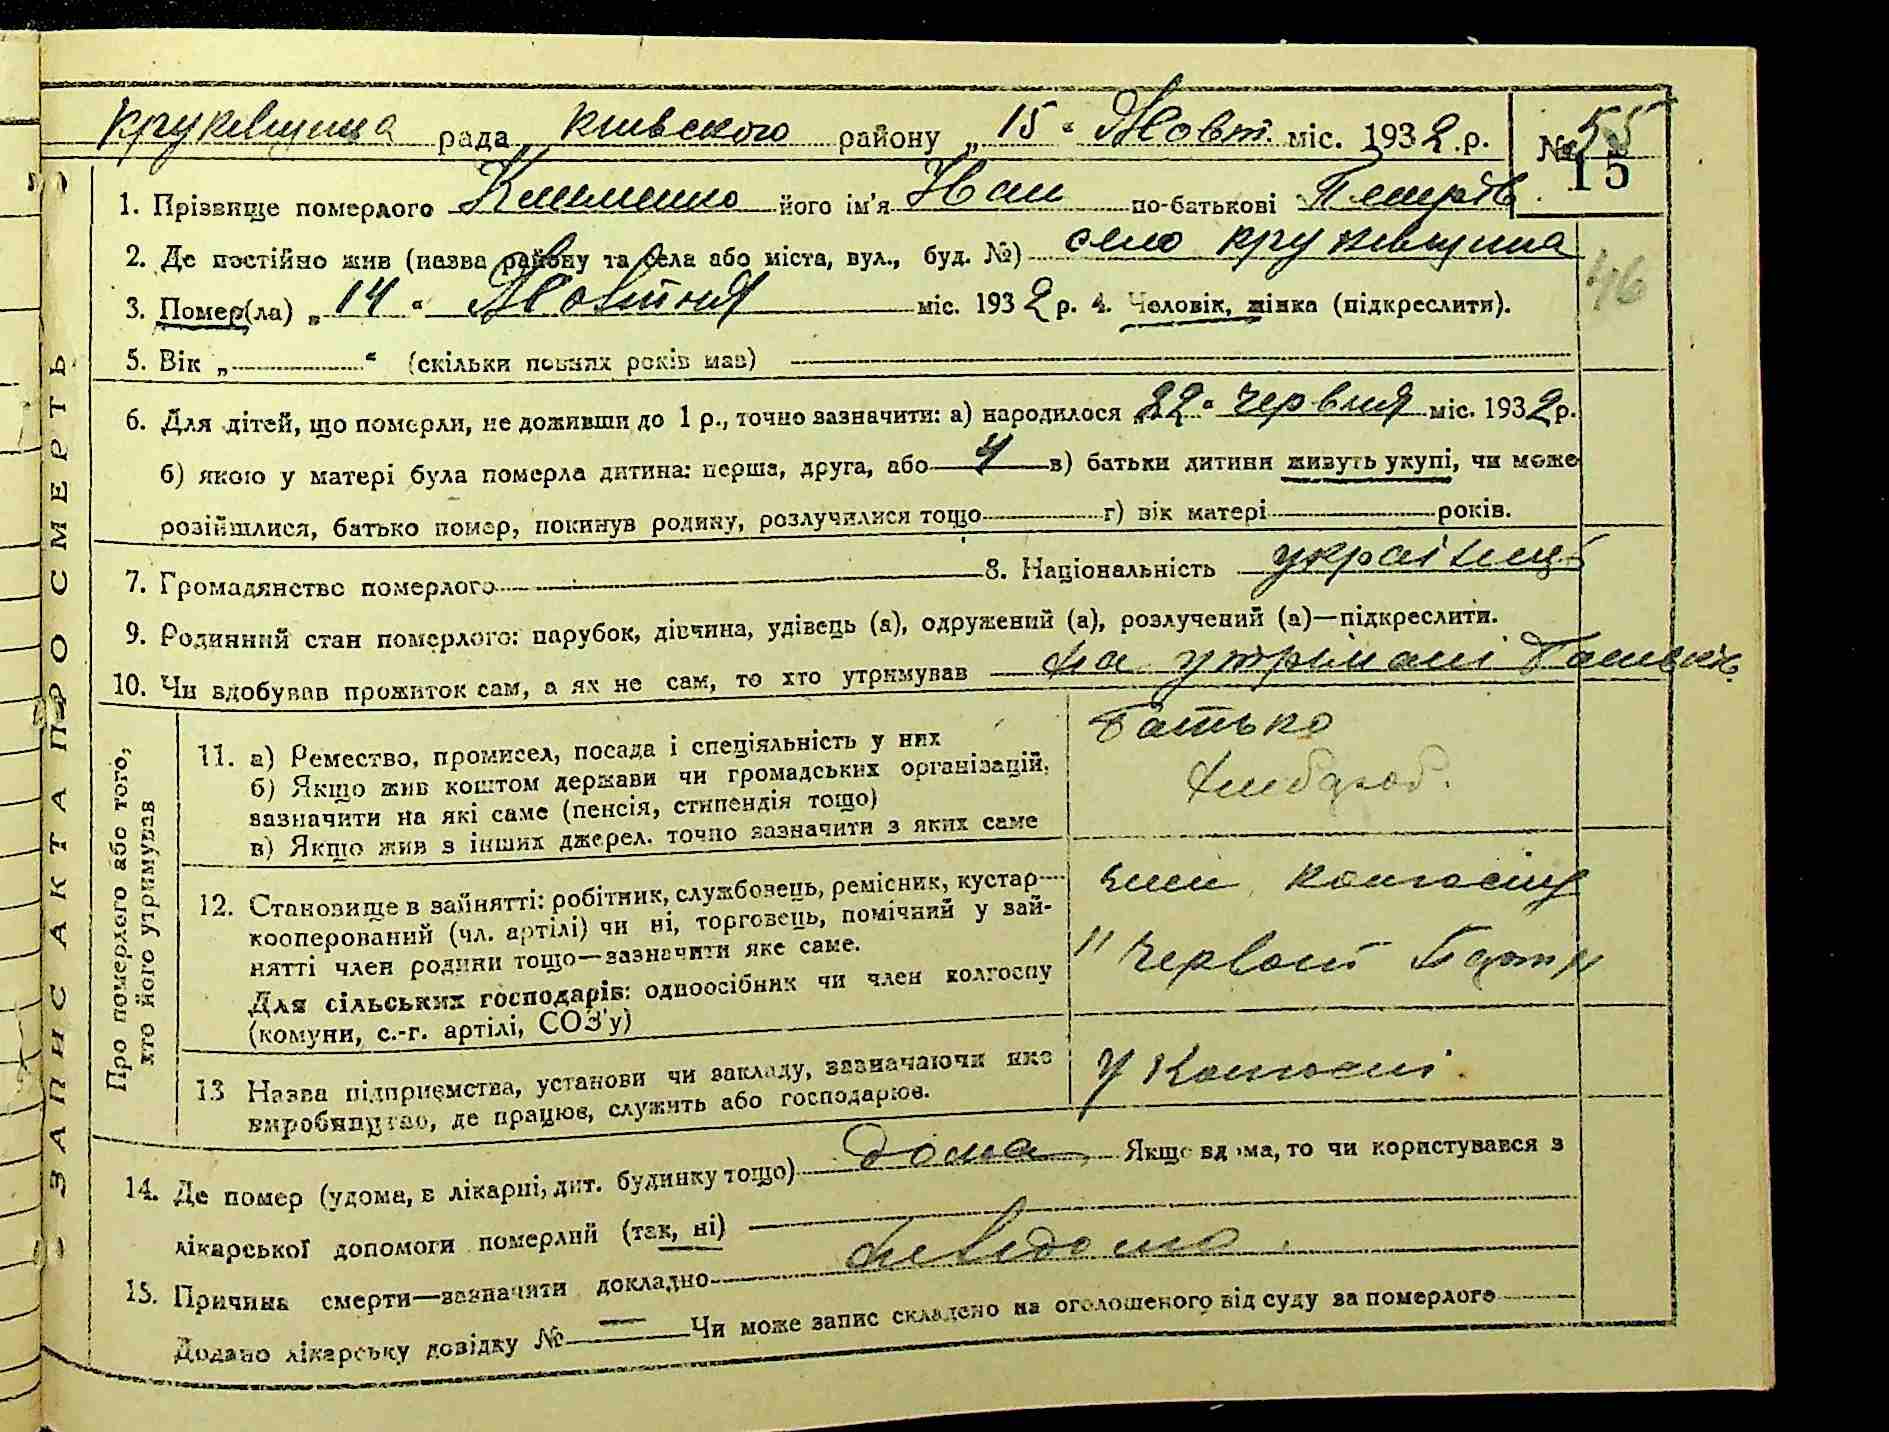 ЗАПИС АКТА ПРО СМЕРТЬ
Крюківщина рада Київского району „15“ Жовт. міс. 1932 р. № 55
15
1. Прізвище померлого Клименко його ім’я Іван по-батькові Петрів
2. Де постійно жив (назва району та села або міста, вул., буд. №) село Крюківщина
46
3. Помер(ла) „14“ Жовтня міс. 1932 р. 4. Чоловік, жінка (підкреслити).
5. Вік „ “ (скільки повних років мав)
6. Для дітей, що померли, не доживши до 1 р., точно зазначити: а) народилося „22“ Червня міс. 1932 р.
б) якою у матері була померла дитина: перша, друга, або 4 в) батьки дитини живуть укупі, чи може
розійшлися, батько помер, покинув родину, розлучилися тощо г) вік матері років.
7. Громадянство померлого 8. Національність українец
9. Родинний стан померлого: парубок, дівчина, удівець (а), одружений (а), розлучений (а)—підкреслити.
10. Чи здобував прожиток сам, а як не сам, то хто утримував на утрімані Батьків
Про померлого або того,
хто його утримував
11. а) Ремество, промисел, посада і спеціяльність у них
б) Якщо жив коштом держави чи громадських організацій,
зазначити на які саме (пенсія, стипендія тощо)
в) Якщо жив з інших джерел. точно зазначити з яких саме
Батько
хлібороб.
12. Становище в зайнятті: робітник, службовець, ремісник, кустар—
кооперований (чл. артілі) чи ні, торговець, помічний у зай-
нятті член родини тощо—зазначити яке саме.
Для сільських господарів: одноосібник чи член колгоспу
(комуни, с.-г. артілі, СОЗ’у)
член колгоспу
"Червоний
13 Назва підприємства, установи чи закладу, зазначаючи яке
виробництво, де працює, служить або господарює.
у колгоспі.
14. Де помер (удома, в лікарні, дит. будинку тощо) дома Якщо вдома, то чи користувався з
лікарської допомоги померлий (так, ні)
15. Причина смерти—зазначити докладно невідома.
Додано лікарську довідку № — Чи може запис складено на оголошеного від суду за померлого